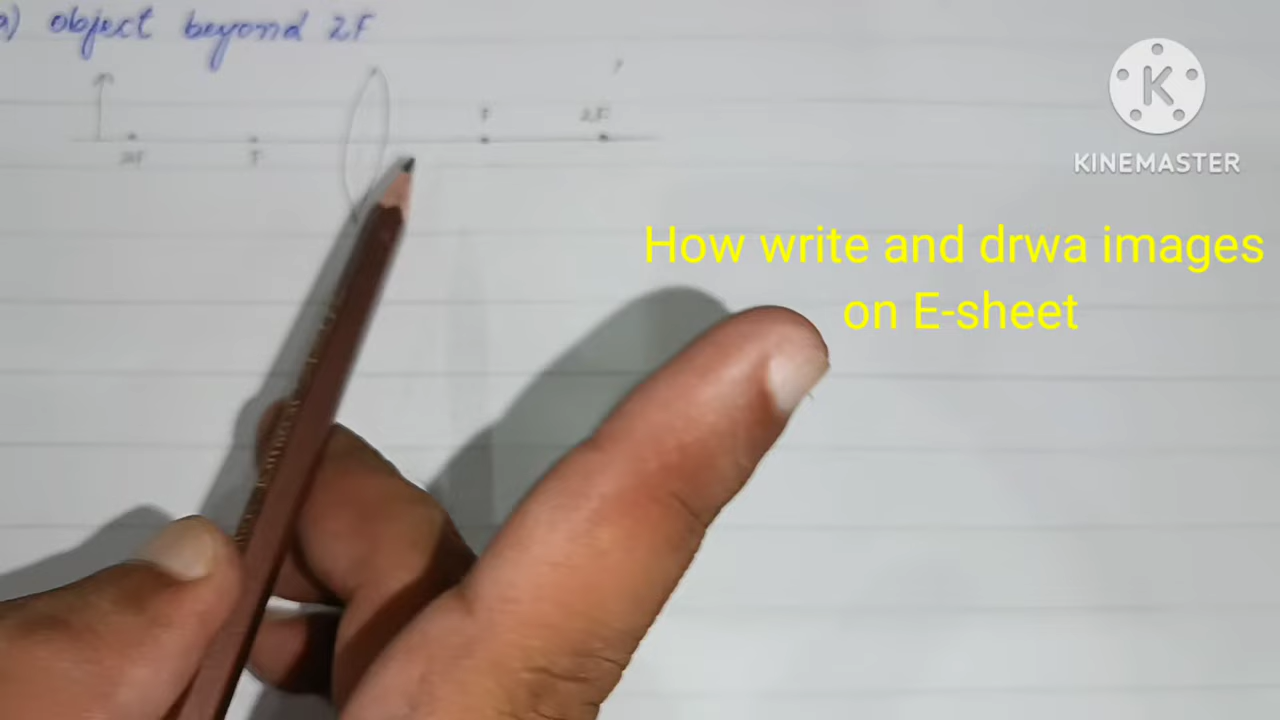 a) object beyond 2F
F
2F
2F
F
KINEMASTER
How write and drwa images
on E-sheet